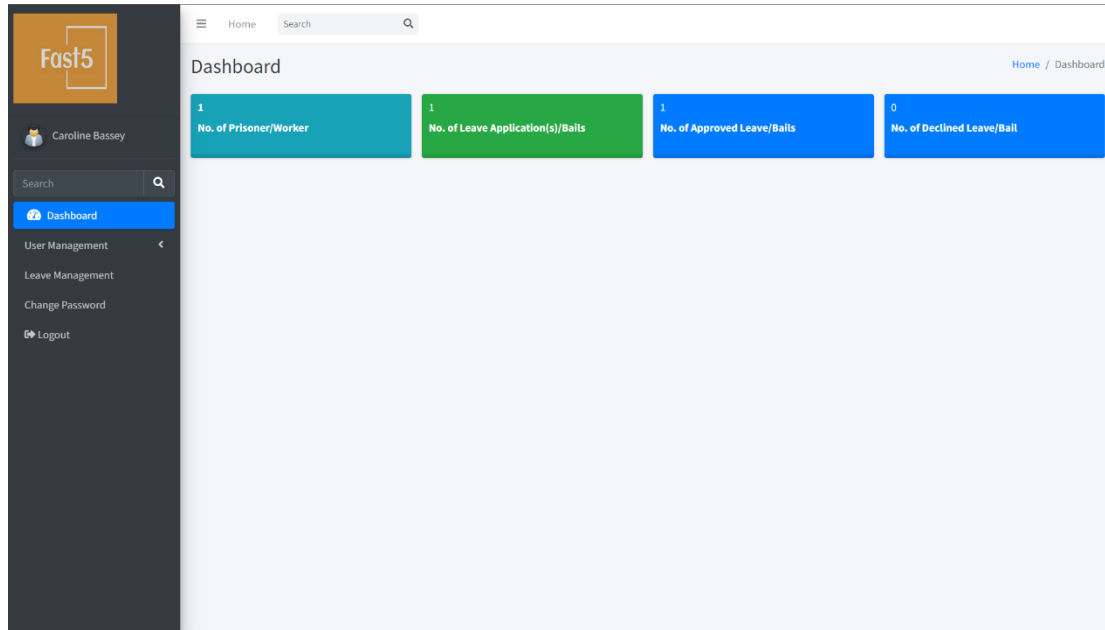 Fast5
Caroline Bassey
Search
Dashboard
User Management
Leave Management
Change Password
Logout
Home
Search
Dashboard
Home / Dashboard
1
No. of Prisoner/Worker
1
No. of Leave Application(s)/Bails
1
No. of Approved Leave/Bails
0
No. of Declined Leave/Bail